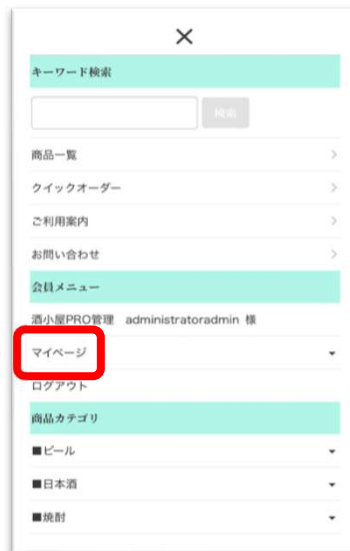 ×
キーワード検索
検索
商品一覧
クイックオーダー
ご利用案内
お問い合わせ
会員メニュー
酒小屋PRO管理 administratoradmin 様
マイページ
ログアウト
商品カテゴリ
■ビール
■日本酒
■焼酎